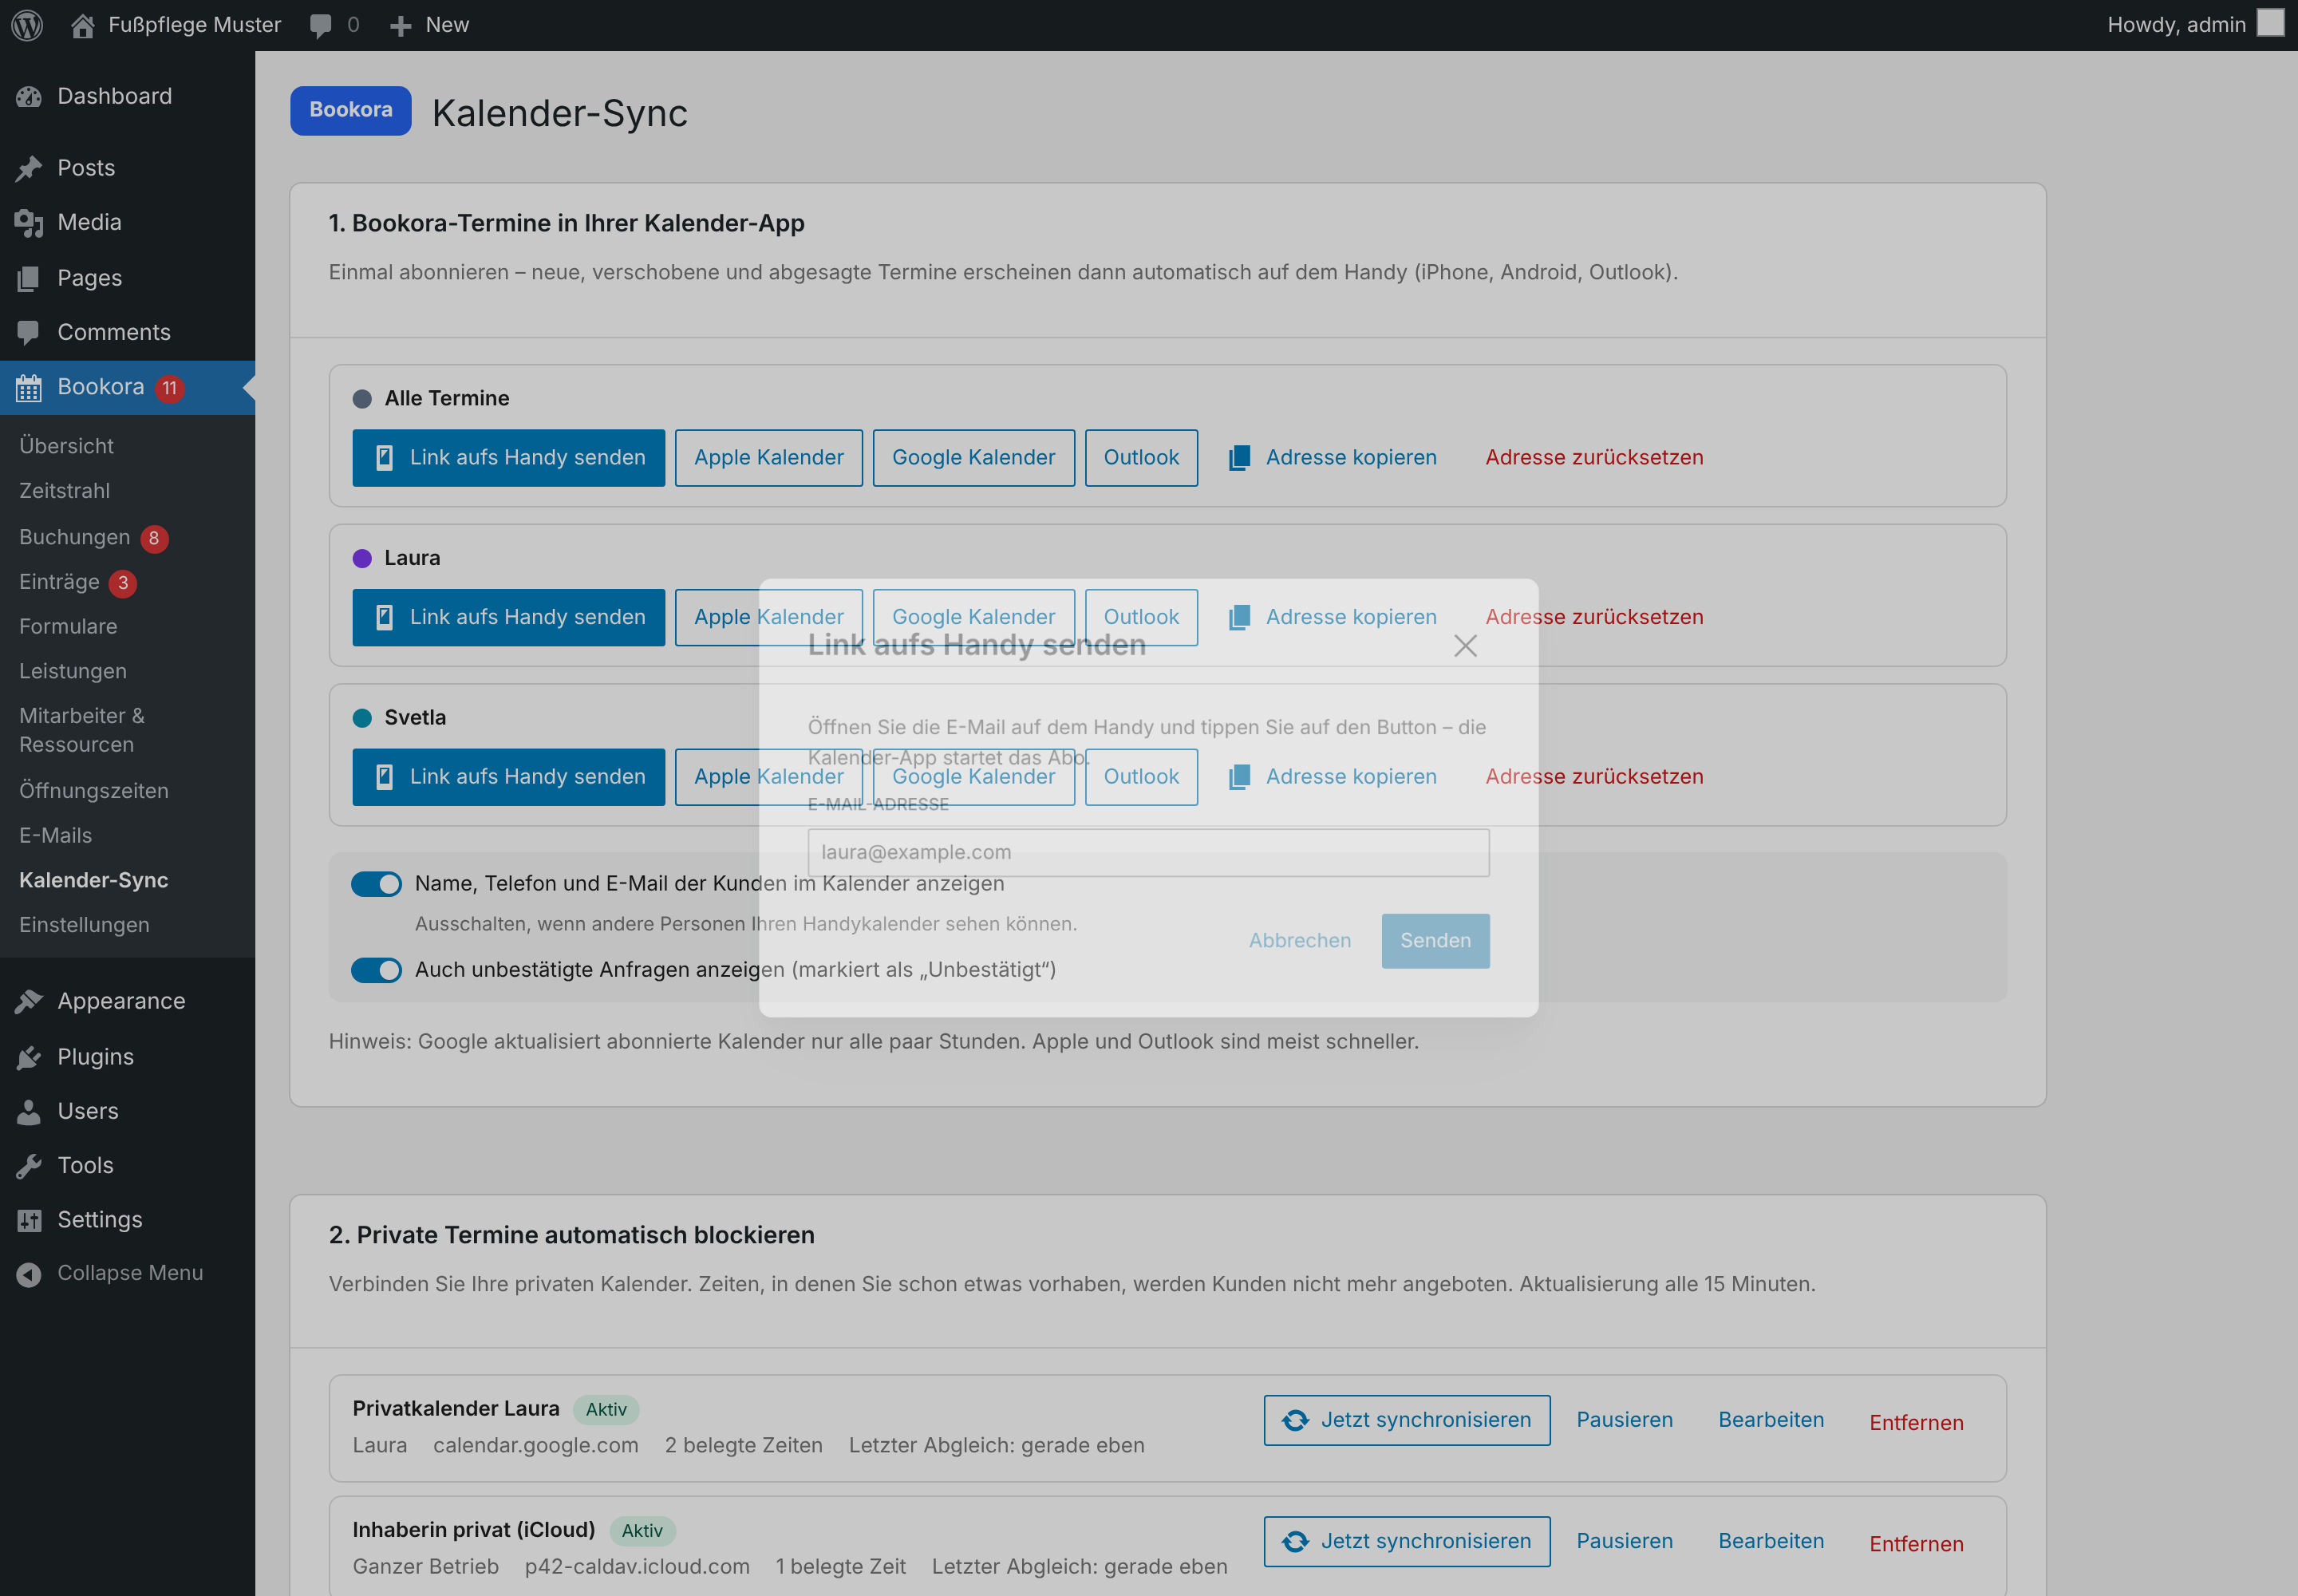 Fußpflege Muster 0 New Howdy, admin
Dashboard
Posts
Media
Pages
Comments
Bookora 11
Übersicht
Zeitstrahl
Buchungen 8
Einträge 3
Formulare
Leistungen
Mitarbeiter &
Ressourcen
Öffnungszeiten
E-Mails
Kalender-Sync
Einstellungen
Appearance
Plugins
Users
Tools
Settings
Collapse Menu
Bookora Kalender-Sync
1. Bookora-Termine in Ihrer Kalender-App
Einmal abonnieren – neue, verschobene und abgesagte Termine erscheinen dann automatisch auf dem Handy (iPhone, Android, Outlook).
Alle Termine
Link aufs Handy senden Apple Kalender Google Kalender Outlook Adresse kopieren Adresse zurücksetzen
Laura
Link aufs Handy senden Apple Kalender Google Kalender Outlook Adresse kopieren Adresse zurücksetzen
Svetla
Link aufs Handy senden Apple Kalender Google Kalender Outlook Adresse kopieren Adresse zurücksetzen
Name, Telefon und E-Mail der Kunden im Kalender anzeigen
Ausschalten, wenn andere Personen Ihren Handykalender sehen können.
Auch unbestätigte Anfragen anzeigen (markiert als „Unbestätigt“)
Hinweis: Google aktualisiert abonnierte Kalender nur alle paar Stunden. Apple und Outlook sind meist schneller.
Link aufs Handy senden
Öffnen Sie die E-Mail auf dem Handy und tippen Sie auf den Button – die
Kalender-App startet das Abo.
E-MAIL-ADRESSE
laura@example.com
Abbrechen Senden
2. Private Termine automatisch blockieren
Verbinden Sie Ihre privaten Kalender. Zeiten, in denen Sie schon etwas vorhaben, werden Kunden nicht mehr angeboten. Aktualisierung alle 15 Minuten.
Privatkalender Laura Aktiv
Laura calendar.google.com 2 belegte Zeiten Letzter Abgleich: gerade eben
Jetzt synchronisieren Pausieren Bearbeiten Entfernen
Inhaberin privat (iCloud) Aktiv
Ganzer Betrieb p42-caldav.icloud.com 1 belegte Zeit Letzter Abgleich: gerade eben
Jetzt synchronisieren Pausieren Bearbeiten Entfernen